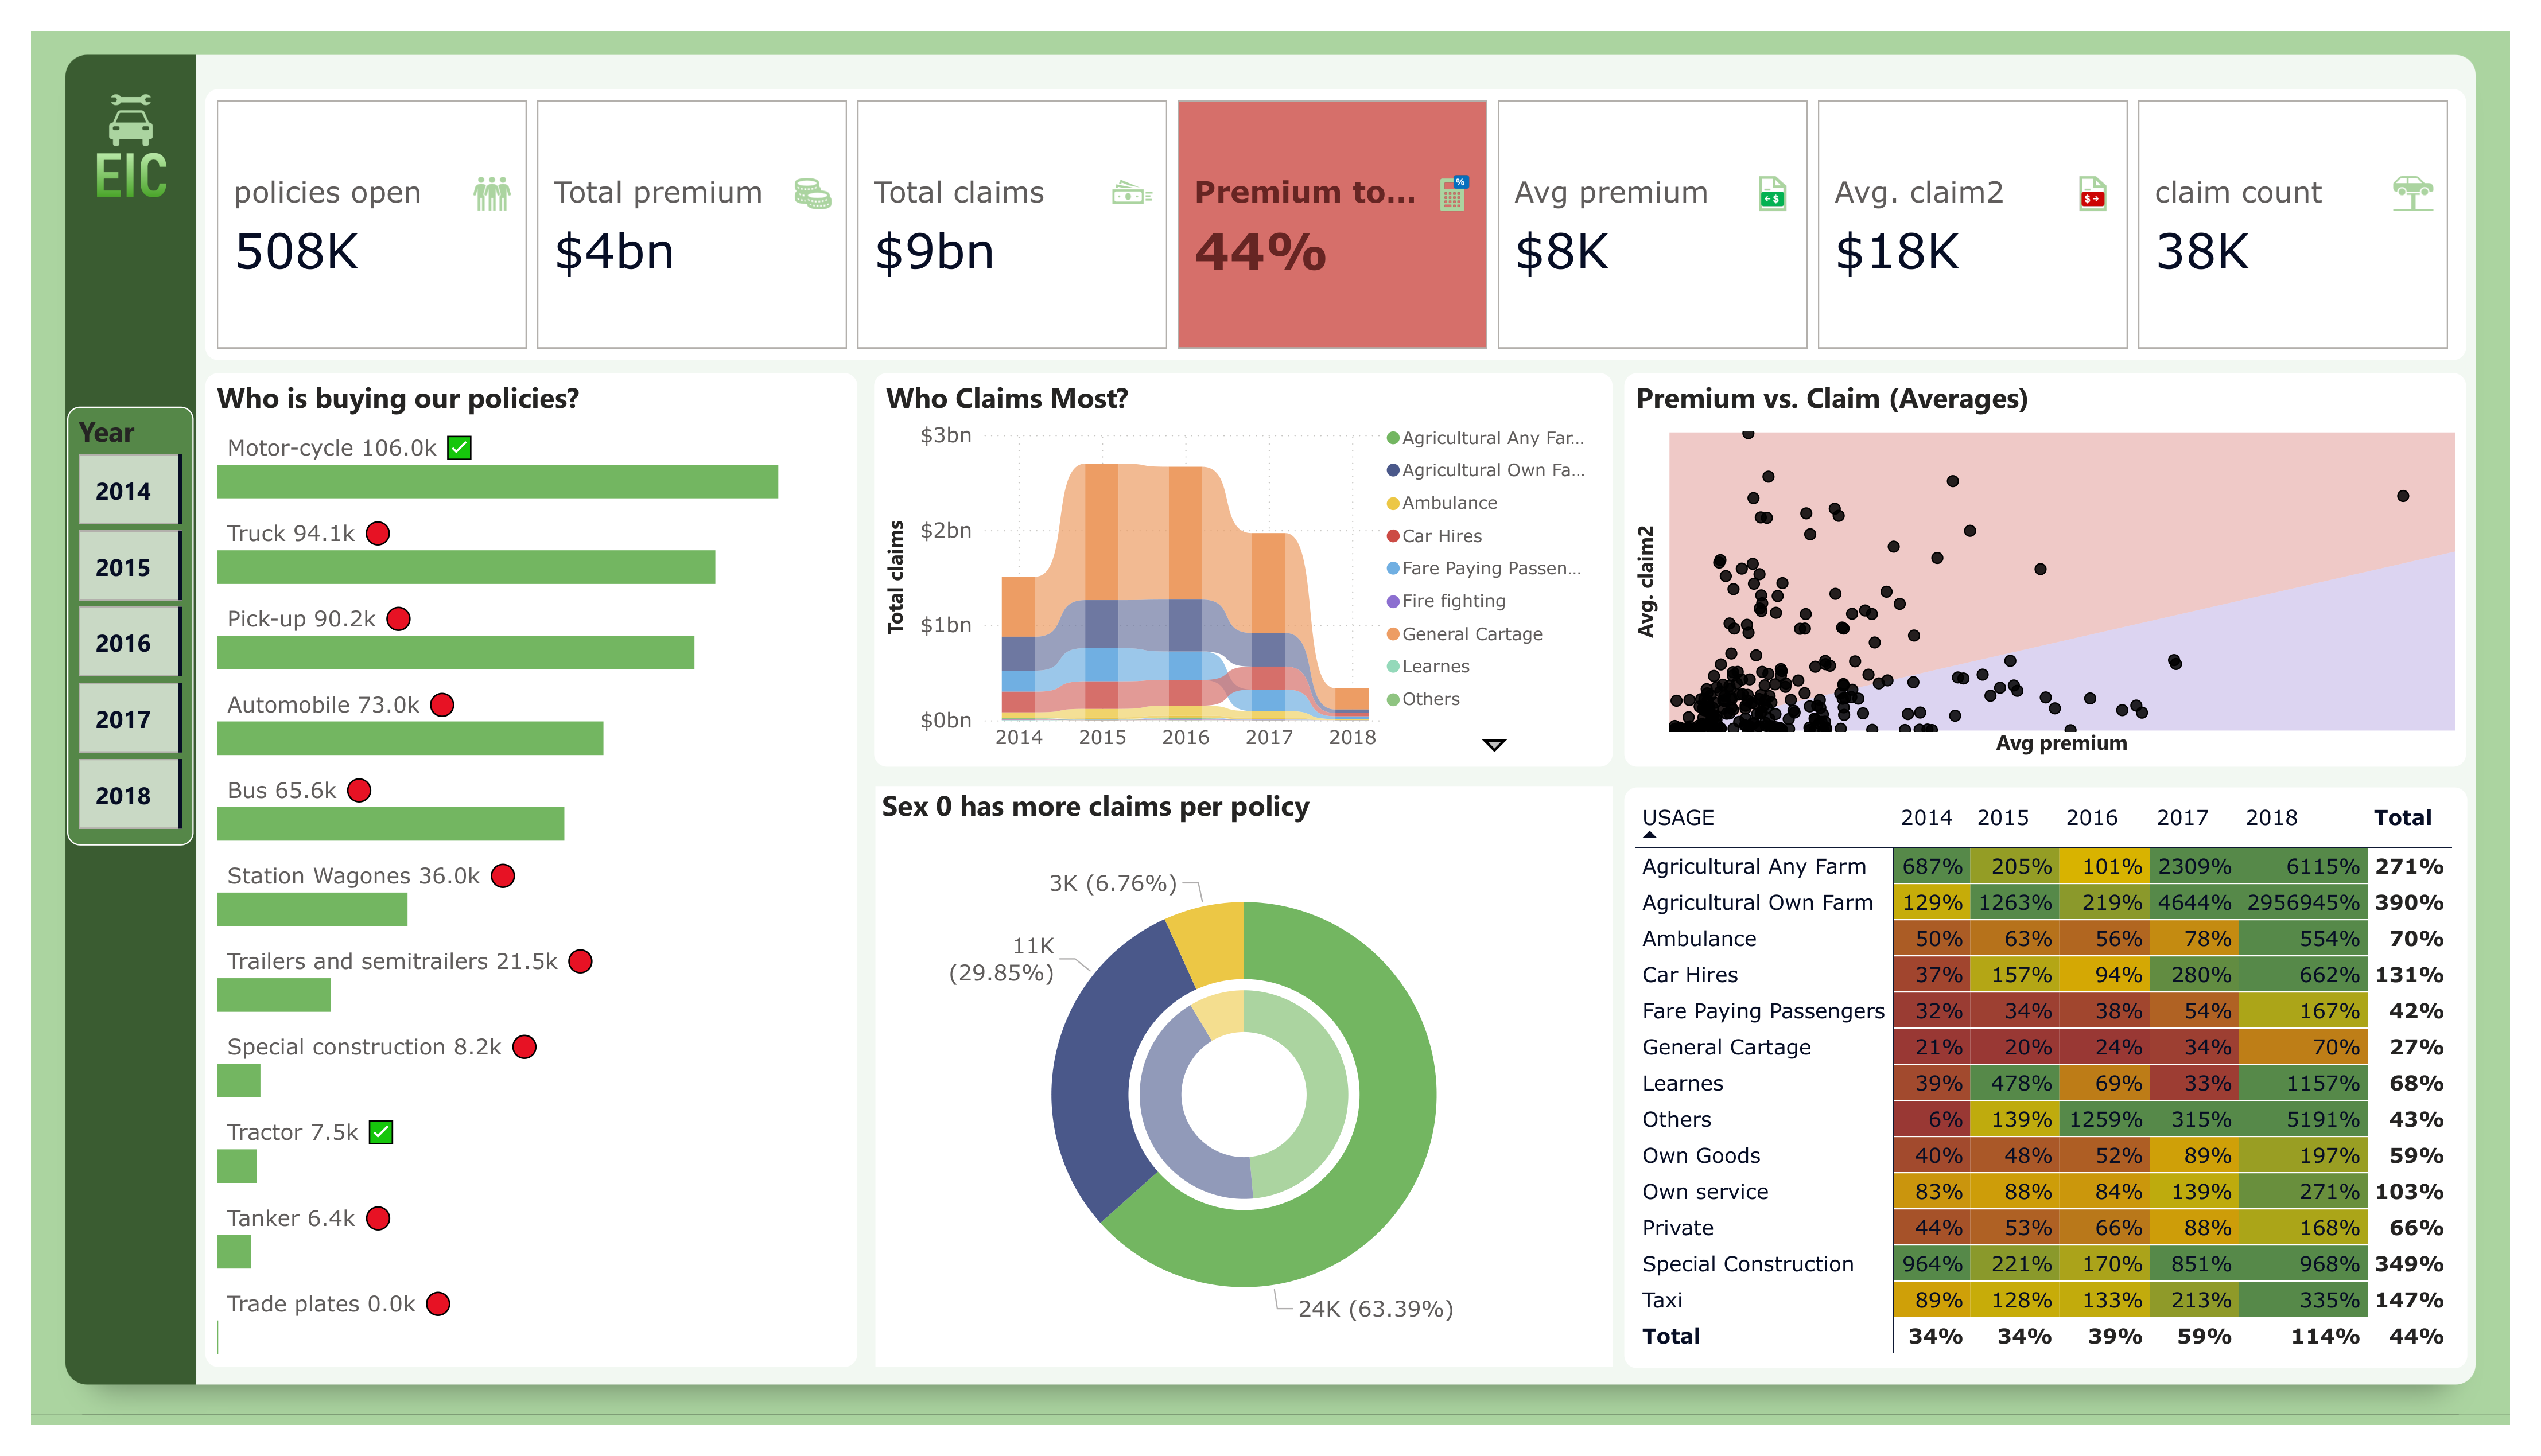 EIC
policies open
508K
Total premium
$4bn
Total claims
$9bn
Premium to...
%
44%
Avg premium
$8K
Avg. claim2
$18K
claim count
38K
Year
2014
2015
2016
2017
2018
Who is buying our policies?
Motor-cycle 106.0k
Truck 94.1k
Pick-up 90.2k
Automobile 73.0k
Bus 65.6k
Station Wagones 36.0k
Trailers and semitrailers 21.5k
Special construction 8.2k
Tractor 7.5k
Tanker 6.4k
Trade plates 0.0k
Who Claims Most?
Total claims
$3bn
$2bn
$1bn
$0bn
2014 2015 2016 2017 2018
Agricultural Any Far...
Agricultural Own Fa...
Ambulance
Car Hires
Fare Paying Passen...
Fire fighting
General Cartage
Learnes
Others
Premium vs. Claim (Averages)
Avg. claim2
Avg premium
Sex 0 has more claims per policy
3K (6.76%)
11K
(29.85%)
24K (63.39%)
USAGE 2014 2015 2016 2017 2018 Total
Agricultural Any Farm 687% 205% 101% 2309% 6115% 271%
Agricultural Own Farm 129% 1263% 219% 4644% 2956945% 390%
Ambulance 50% 63% 56% 78% 554% 70%
Car Hires 37% 157% 94% 280% 662% 131%
Fare Paying Passengers 32% 34% 38% 54% 167% 42%
General Cartage 21% 20% 24% 34% 70% 27%
Learnes 39% 478% 69% 33% 1157% 68%
Others 6% 139% 1259% 315% 5191% 43%
Own Goods 40% 48% 52% 89% 197% 59%
Own service 83% 88% 84% 139% 271% 103%
Private 44% 53% 66% 88% 168% 66%
Special Construction 964% 221% 170% 851% 968% 349%
Taxi 89% 128% 133% 213% 335% 147%
Total 34% 34% 39% 59% 114% 44%